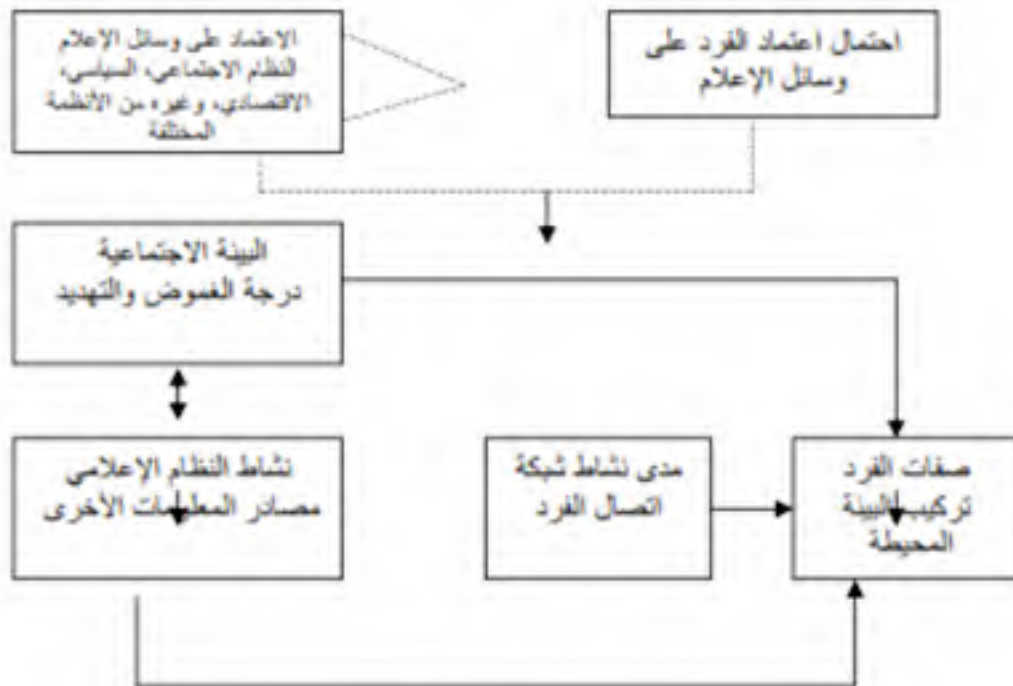 احتمال اعتماد الفرد على
وسائل الإعلام
الاعتماد على وسائل الإعلام
النظام الاجتماعي، السياسي،
الاقتصادي، وغيره من الأنظمة
المختلفة
البيئة الاجتماعية
درجة الغموض والتهديد
صفات الفرد
تركيب البيئة
المحيطة
مدى نشاط شبكة
اتصال الفرد
نشاط النظام الإعلامي
مصادر المعلومات الأخرى